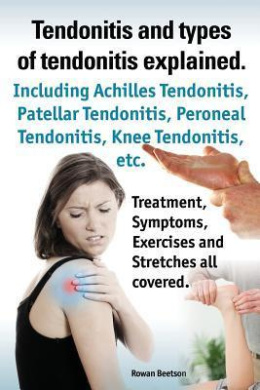 Tendonitis and types
of tendonitis explained.
Including Achilles Tendonitis,
Patellar Tendonitis, Peroneal
Tendonitis, Knee Tendonitis,
etc.
Treatment,
Symptoms,
Exercises and
Stretches all
covered.
Rowan Beetson